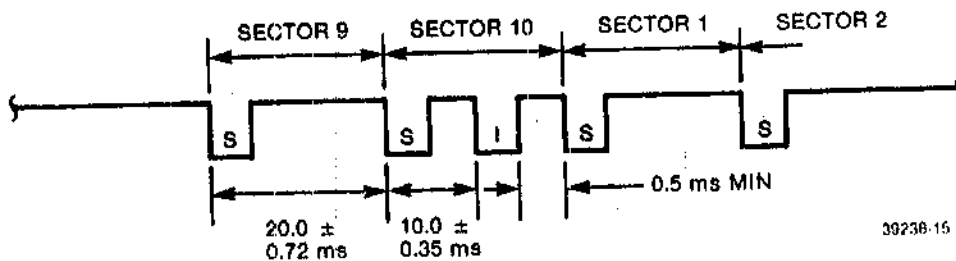 SECTOR 9 SECTOR 10 SECTOR 1 SECTOR 2
S S I S S
0.5 ms MIN
20.0 ± 10.0 ±
0.72 ms 0.35 ms
39236-15